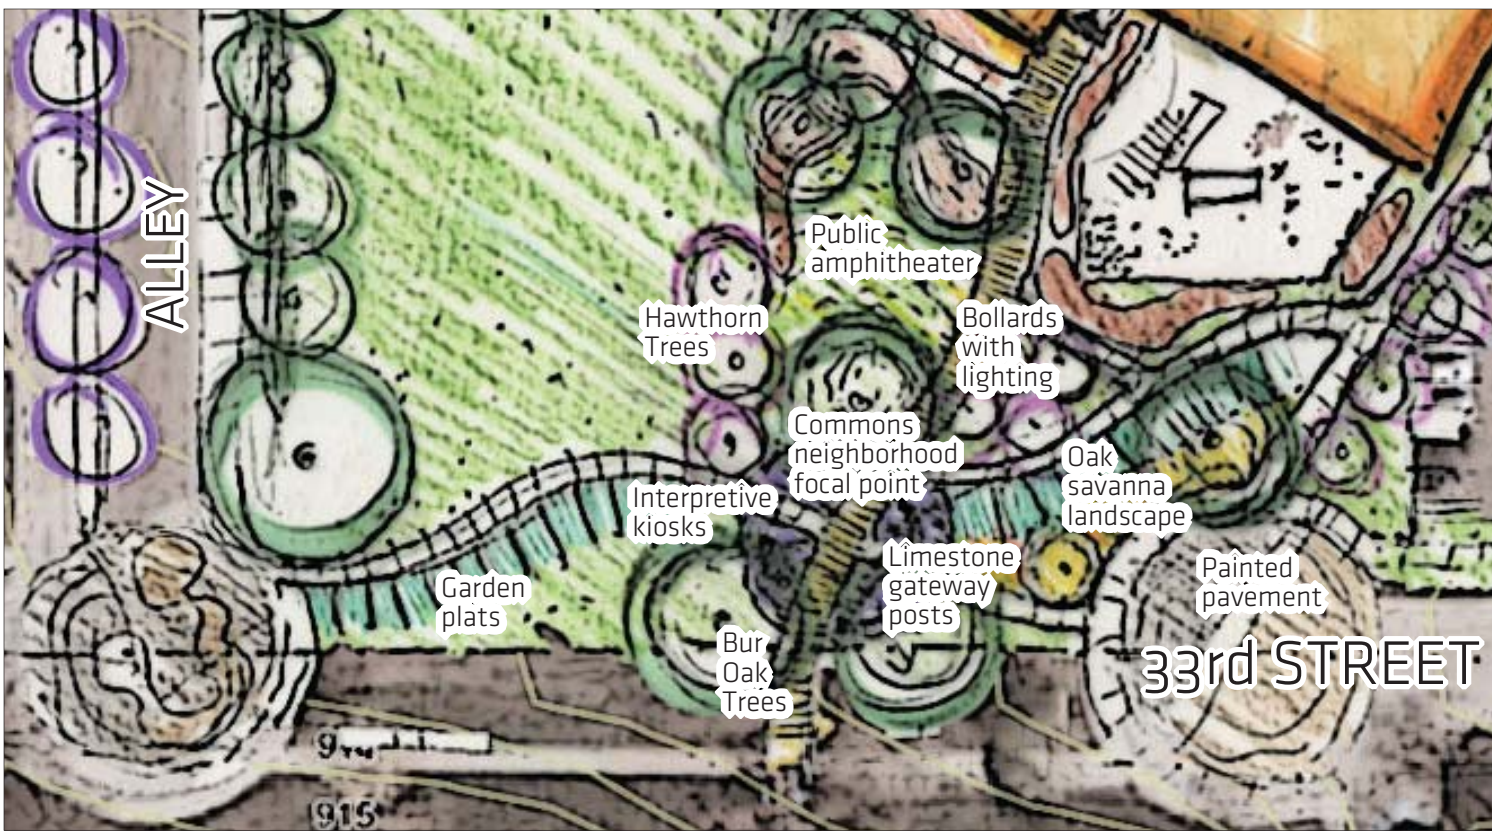 ALLEY
Public
amphitheater
Hawthorn
Trees
Bollards
with
lighting
Commons
neighborhood
focal point
Oak
savanna
landscape
Interpretive
kiosks
Limestone
gateway
posts
Painted
pavement
Garden
plats
Bur
Oak
Trees
33rd STREET
915